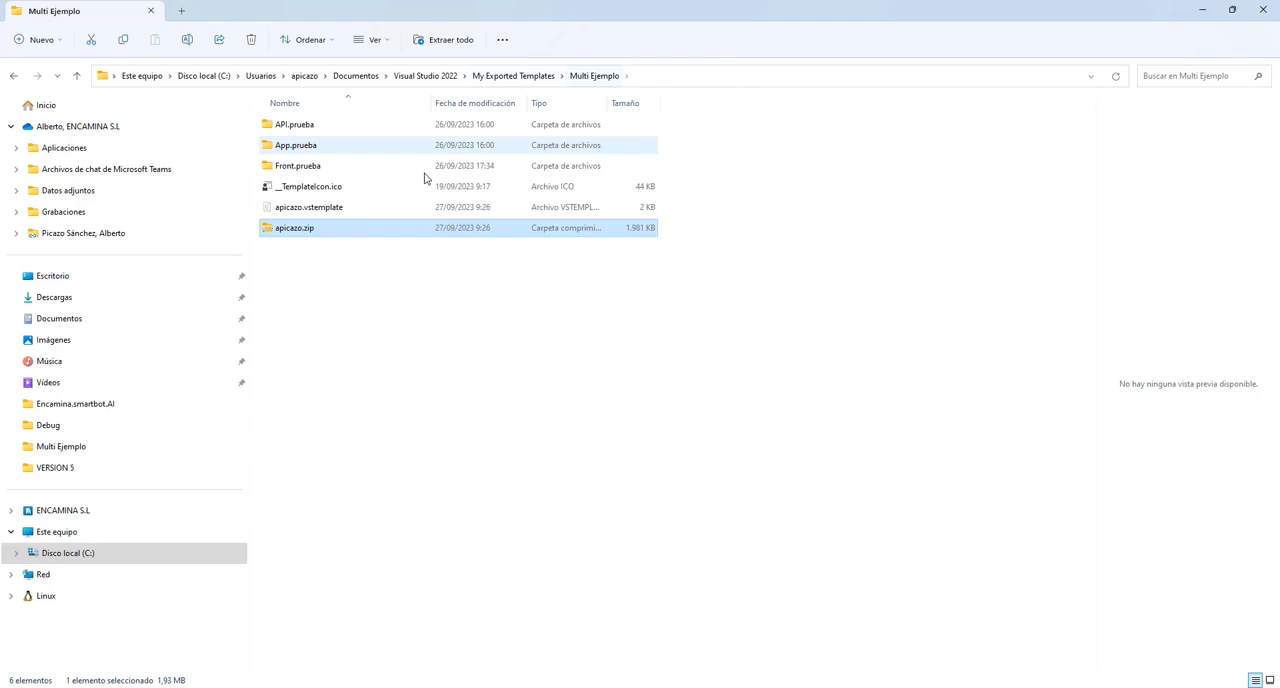 Multi Ejemplo
Nuevo
Ordenar
Ver
Extraer todo
Este equipo > Disco local (C:) > Usuarios > apicazo > Documentos > Visual Studio 2022 > My Exported Templates > Multi Ejemplo >
Buscar en Multi Ejemplo
Inicio
Alberto, ENCAMINA S.L
Aplicaciones
Archivos de chat de Microsoft Teams
Datos adjuntos
Grabaciones
Picazo Sánchez, Alberto
Escritorio
Descargas
Documentos
Imágenes
Música
Vídeos
Encamina.smartbot.AI
Debug
Multi Ejemplo
VERSION 5
ENCAMINA S.L
Este equipo
Disco local (C:)
Red
Linux
Nombre Fecha de modificación Tipo Tamaño
API.prueba 26/09/2023 16:00 Carpeta de archivos
App.prueba 26/09/2023 16:00 Carpeta de archivos
Front.prueba 26/09/2023 17:34 Carpeta de archivos
__TemplateIcon.ico 19/09/2023 9:17 Archivo ICO 44 KB
apicazo.vstemplate 27/09/2023 9:26 Archivo VSTEMPL... 2 KB
apicazo.zip 27/09/2023 9:26 Carpeta comprimi... 1.981 KB
No hay ninguna vista previa disponible.
6 elementos 1 elemento seleccionado 1,93 MB